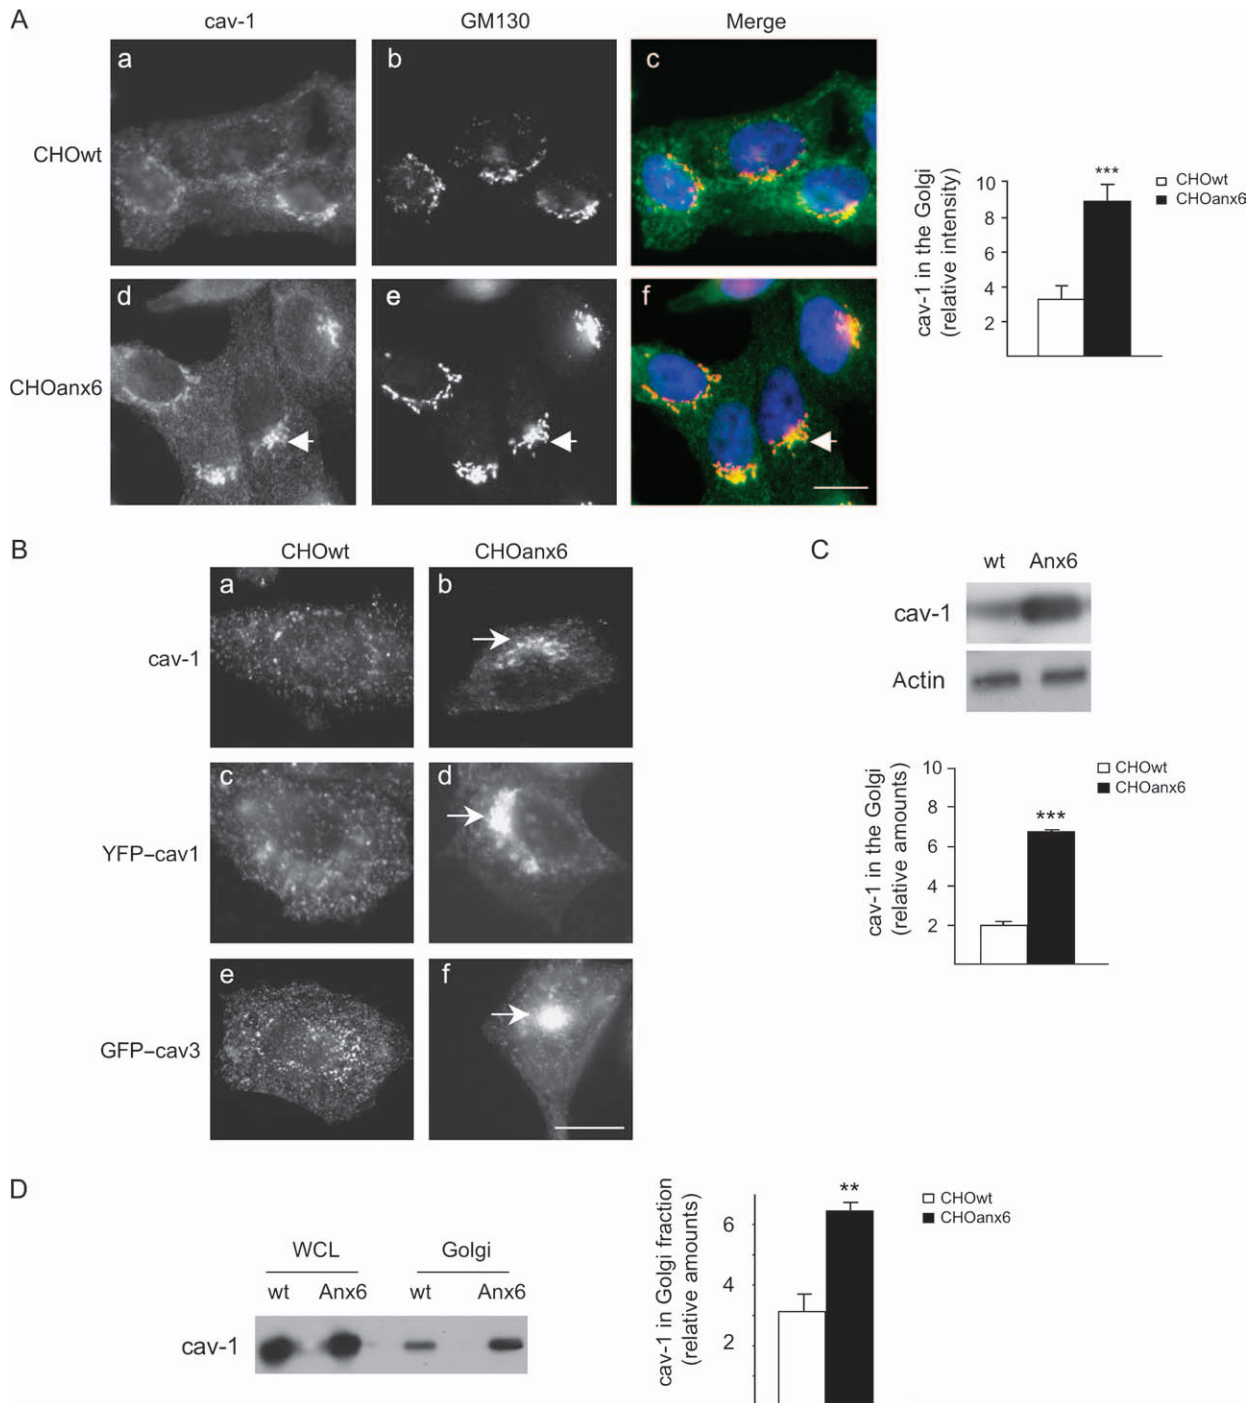 A
cav-1 GM130 Merge
a b c
CHOwt
d e f
CHOanx6
cav-1 in the Golgi
(relative intensity)
10
8
6
4
2
***
CHOwt
CHOanx6
B
CHOwt CHOanx6
a b
cav-1
c d
YFP–cav1
e f
GFP–cav3
C
wt Anx6
cav-1
Actin
cav-1 in the Golgi
(relative amounts)
10
8
6
4
2
***
CHOwt
CHOanx6
D
WCL Golgi
wt Anx6 wt Anx6
cav-1
cav-1 in Golgi fraction
(relative amounts)
6
4
2
**
CHOwt
CHOanx6